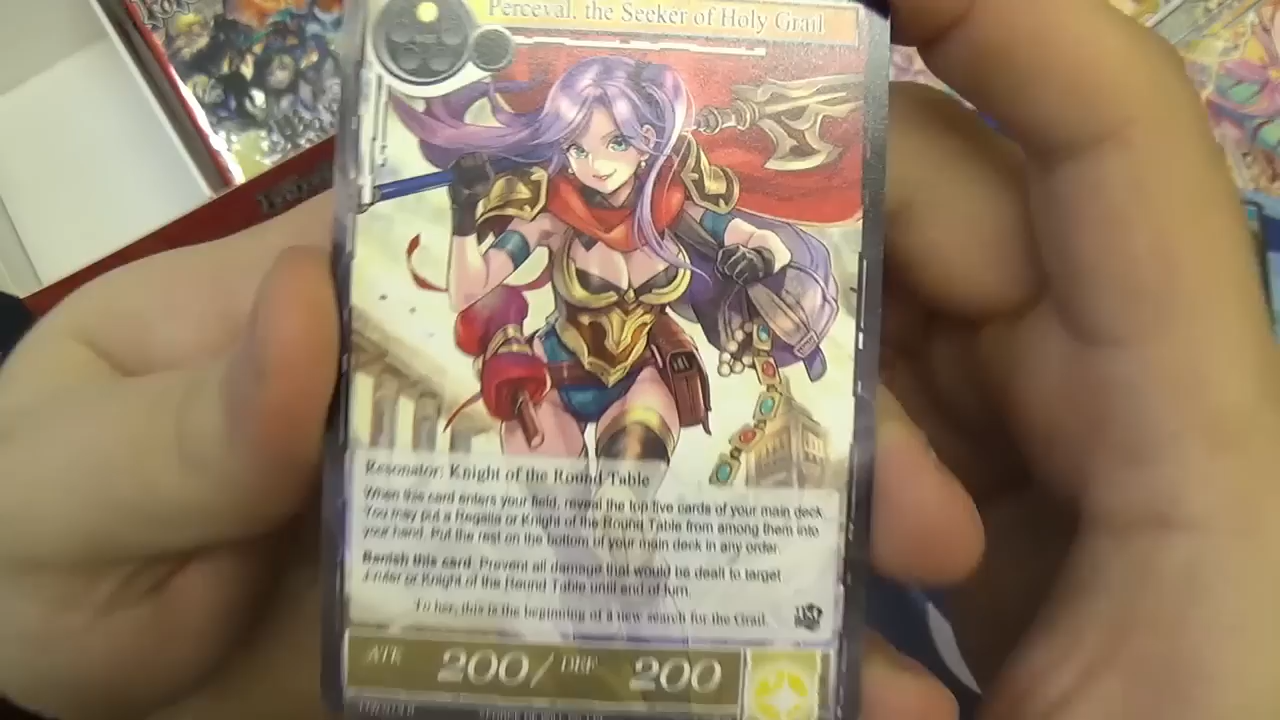 Perceval, the Seeker of Holy Grail
Resonator: Knight of the Round Table
When this card enters your field, reveal the top five cards of your main deck.
You may put a Regalia or Knight of the Round Table from among them into
your hand. Put the rest on the bottom of your main deck in any order.
Banish this card: Prevent all damage that would be dealt to target
J-ruler or Knight of the Round Table until end of turn.
To her, this is the beginning of a new search for the Grail.
ATK 200/ DEF 200